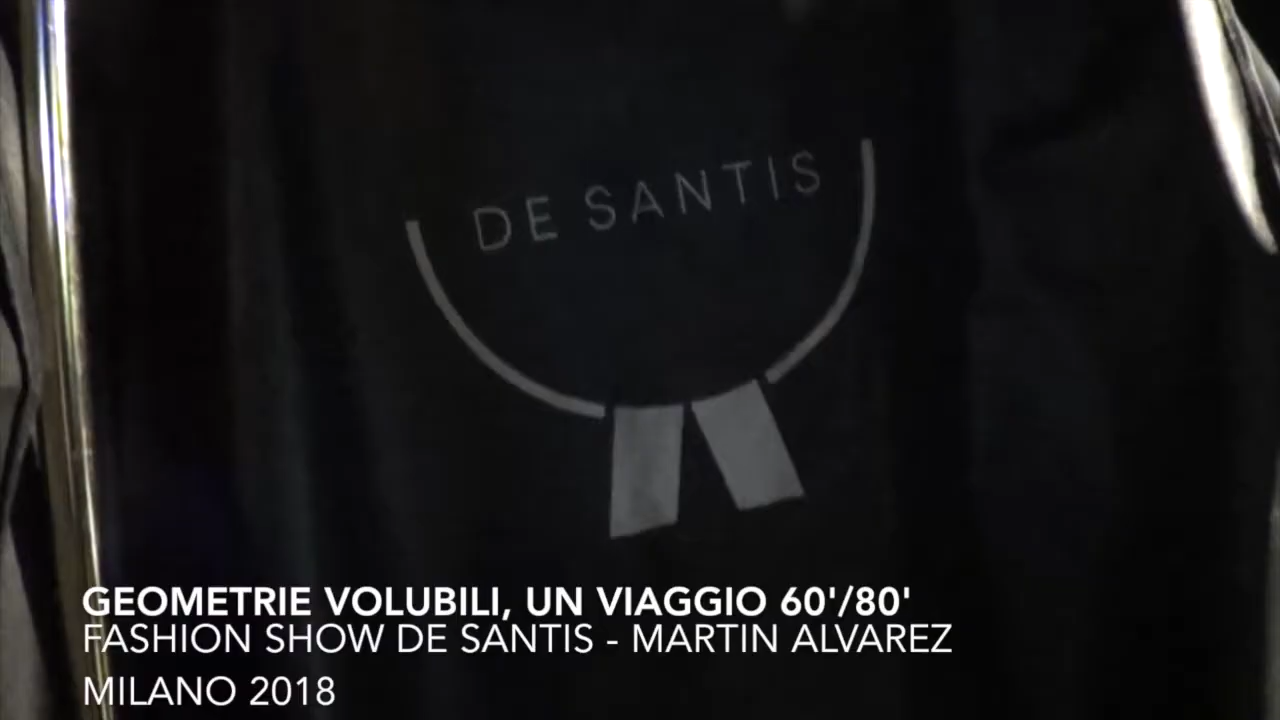 DE SANTIS
GEOMETRIE VOLUBILI, UN VIAGGIO 60'/80'
FASHION SHOW DE SANTIS - MARTIN ALVAREZ
MILANO 2018